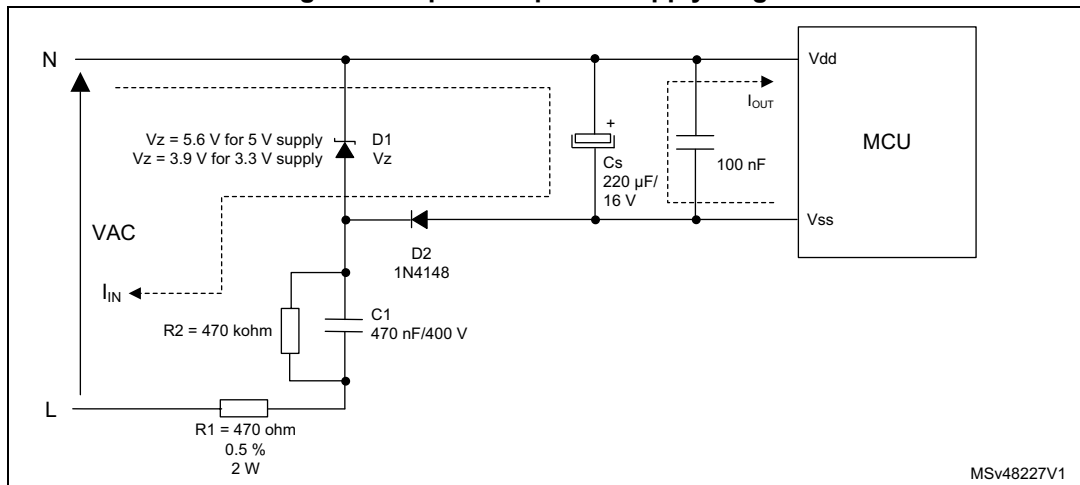 N
Vdd
I_OUT
+
Vz = 5.6 V for 5 V supply
Vz = 3.9 V for 3.3 V supply
D1
Vz
Cs
220 µF/
16 V
100 nF
MCU
VAC
Vss
D2
1N4148
I_IN
C1
470 nF/400 V
R2 = 470 kohm
L
R1 = 470 ohm
0.5 %
2 W
MSv48227V1